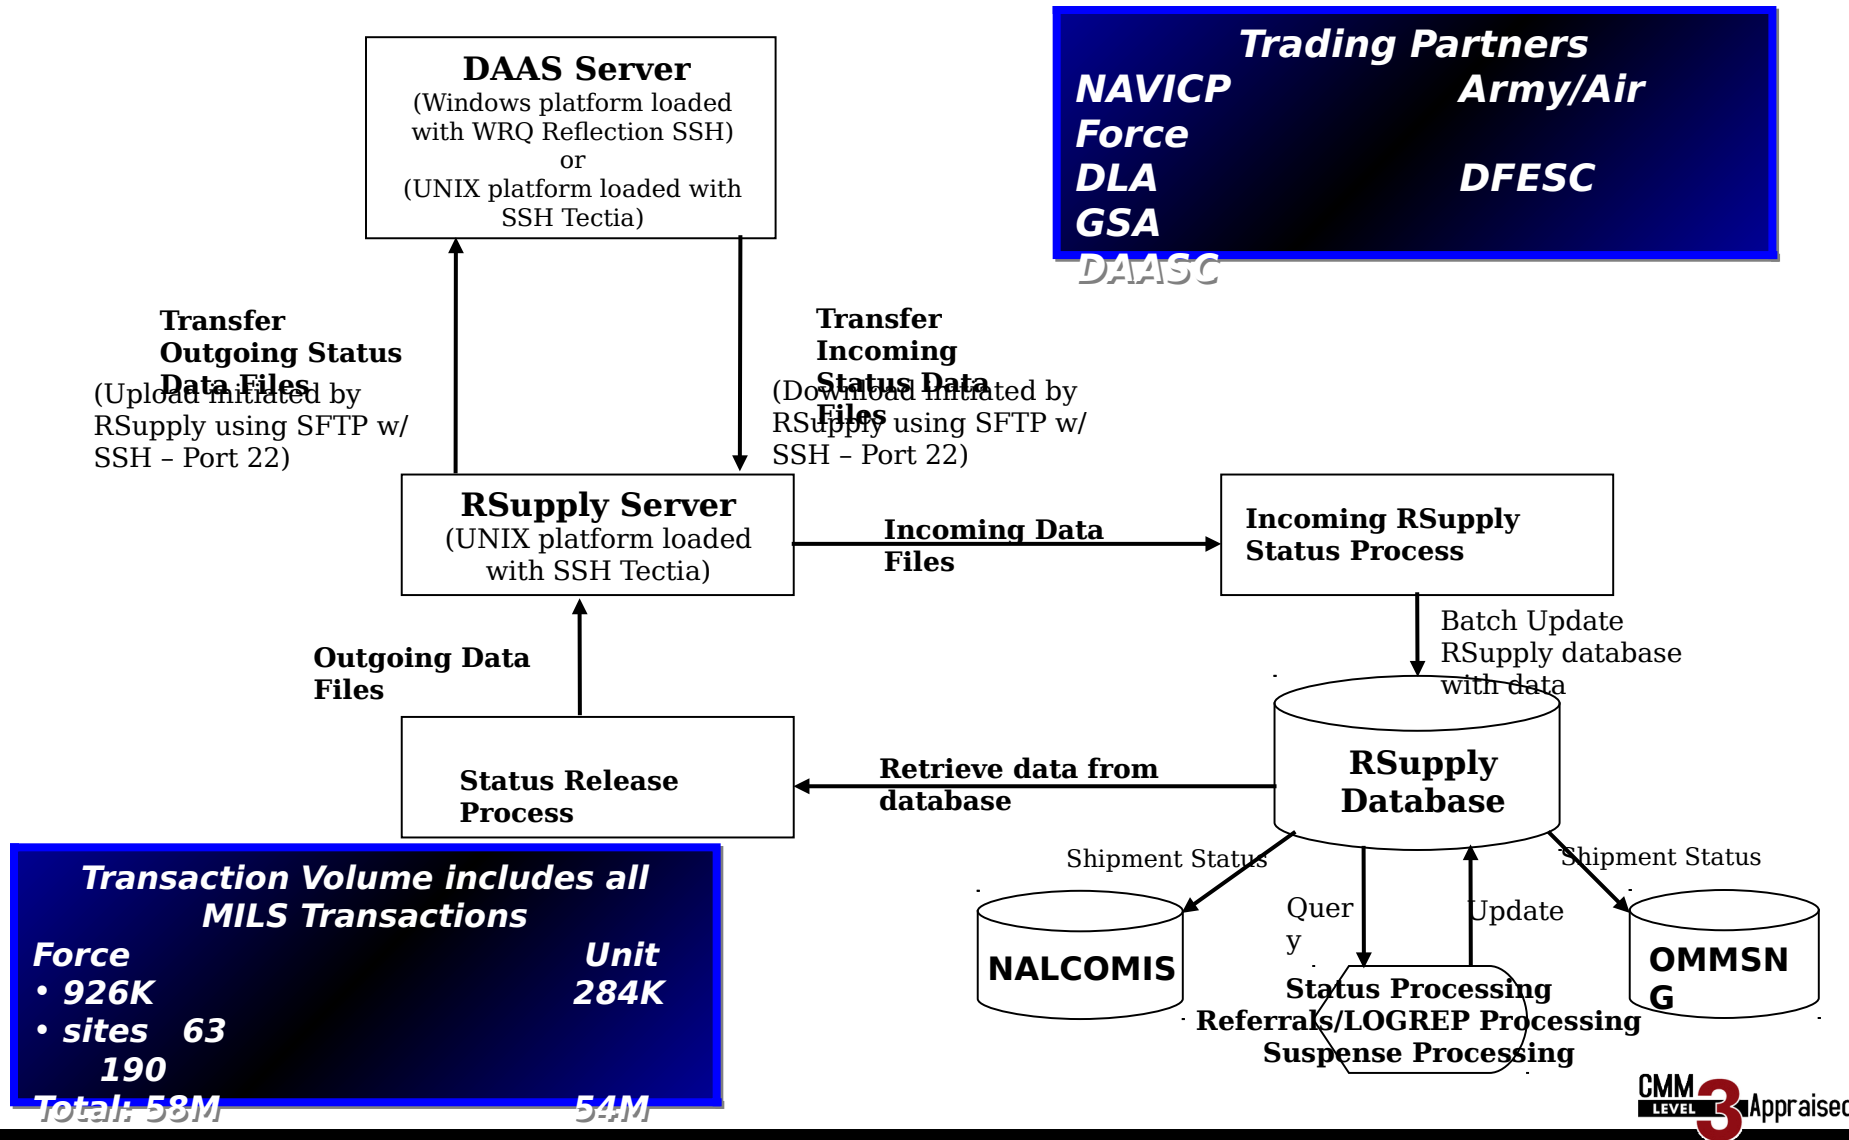 DAAS Server
(Windows platform loaded
with WRQ Reflection SSH)
or
(UNIX platform loaded with
SSH Tectia)
Trading Partners
NAVICP Army/Air
Force
DLA DFESC
GSA
DAASC
Transfer
Outgoing Status
Data Files
(Upload initiated by
RSupply using SFTP w/
SSH – Port 22)
Transfer
Incoming
Status Data
Files
(Download initiated by
RSupply using SFTP w/
SSH – Port 22)
RSupply Server
(UNIX platform loaded
with SSH Tectia)
Incoming Data
Files
Incoming RSupply
Status Process
Batch Update
RSupply database
with data
Outgoing Data
Files
Status Release
Process
Retrieve data from
database
RSupply
Database
Shipment Status
Shipment Status
Quer
y
Update
NALCOMIS
OMMSN
G
Status Processing
Referrals/LOGREP Processing
Suspense Processing
Transaction Volume includes all
MILS Transactions
Force Unit
• 926K 284K
• sites 63
190
Total: 58M 54M
CMM
LEVEL 3 Appraised